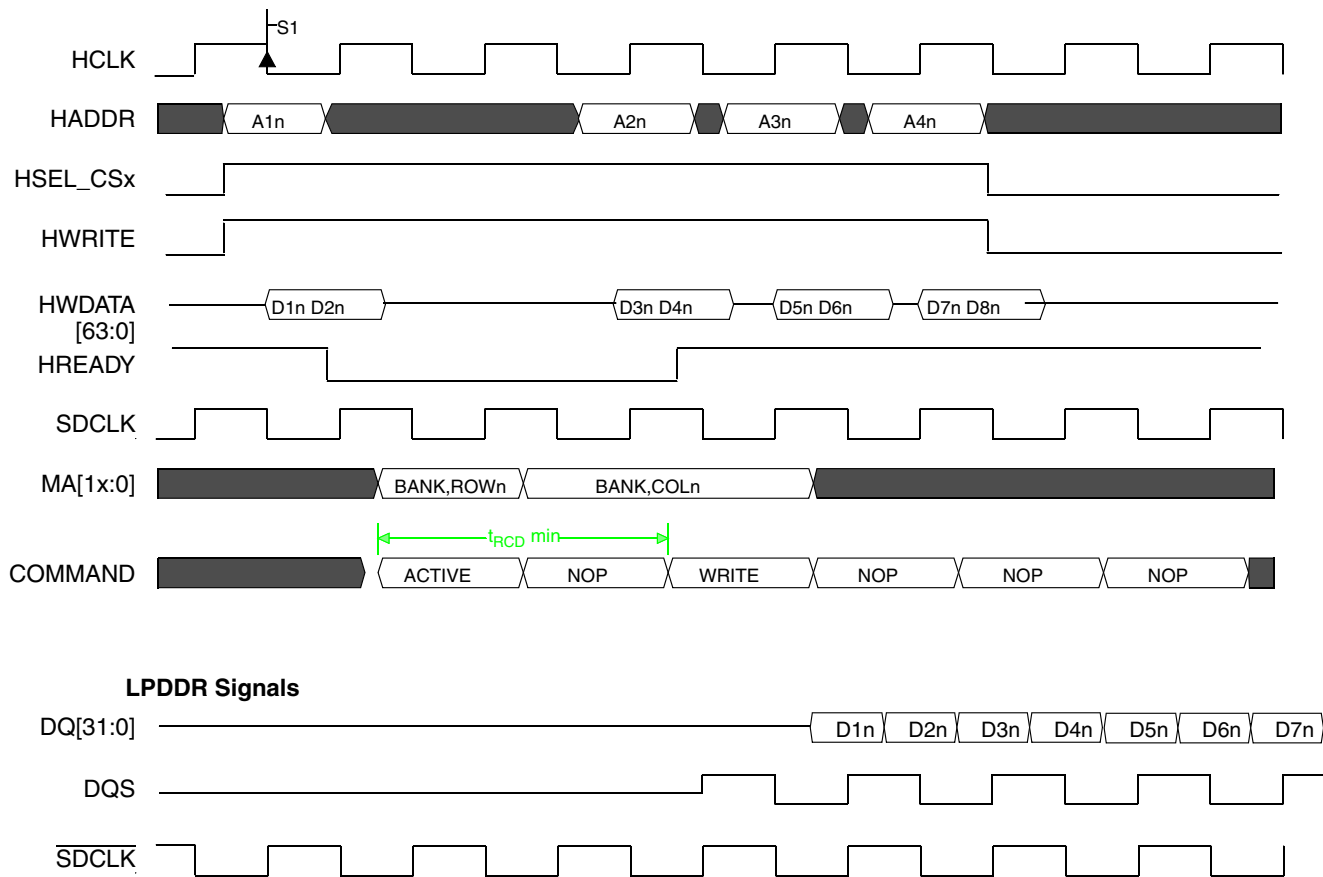 S1
HCLK
HADDR A1n A2n A3n A4n
HSEL_CSx
HWRITE
HWDATA D1n D2n D3n D4n D5n D6n D7n D8n
[63:0]
HREADY
SDCLK
MA[1x:0] BANK,ROWn BANK,COLn
tRCD min
COMMAND ACTIVE NOP WRITE NOP NOP NOP
LPDDR Signals
DQ[31:0] D1n D2n D3n D4n D5n D6n D7n
DQS
SDCLK